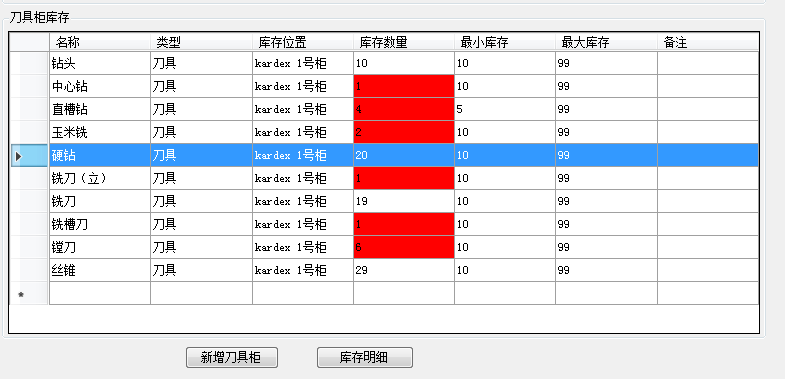 刀具柜库存
名称 类型 库存位置 库存数量 最小库存 最大库存 备注
钻头 刀具 kardex 1号柜 10 10 99
中心钻 刀具 kardex 1号柜 1 10 99
直槽钻 刀具 kardex 1号柜 4 5 99
玉米铣 刀具 kardex 1号柜 2 10 99
硬钻 刀具 kardex 1号柜 20 10 99
铣刀（立） 刀具 kardex 1号柜 1 10 99
铣刀 刀具 kardex 1号柜 19 10 99
铣槽刀 刀具 kardex 1号柜 1 10 99
镗刀 刀具 kardex 1号柜 6 10 99
丝锥 刀具 kardex 1号柜 29 10 99
*
新增刀具柜 库存明细